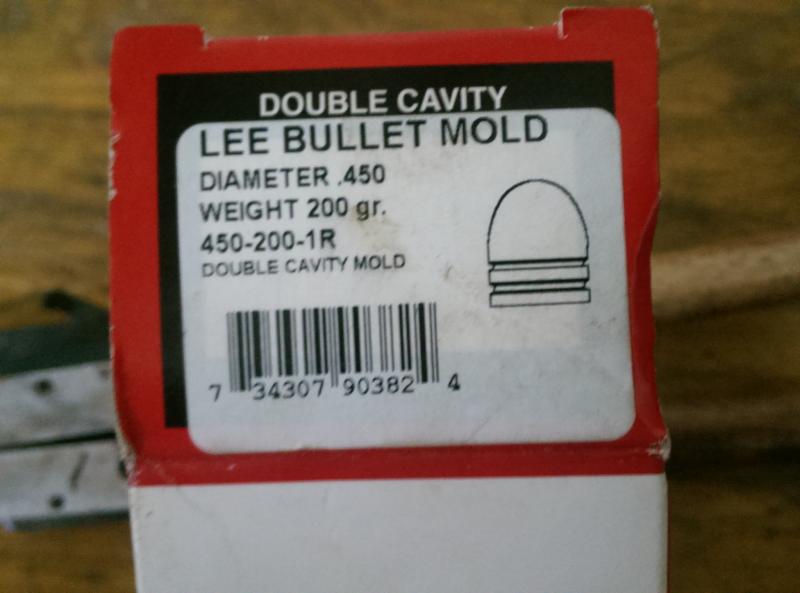 DOUBLE CAVITY
LEE BULLET MOLD
DIAMETER .450
WEIGHT 200 gr.
450-200-1R
DOUBLE CAVITY MOLD
7 34307 90382 4